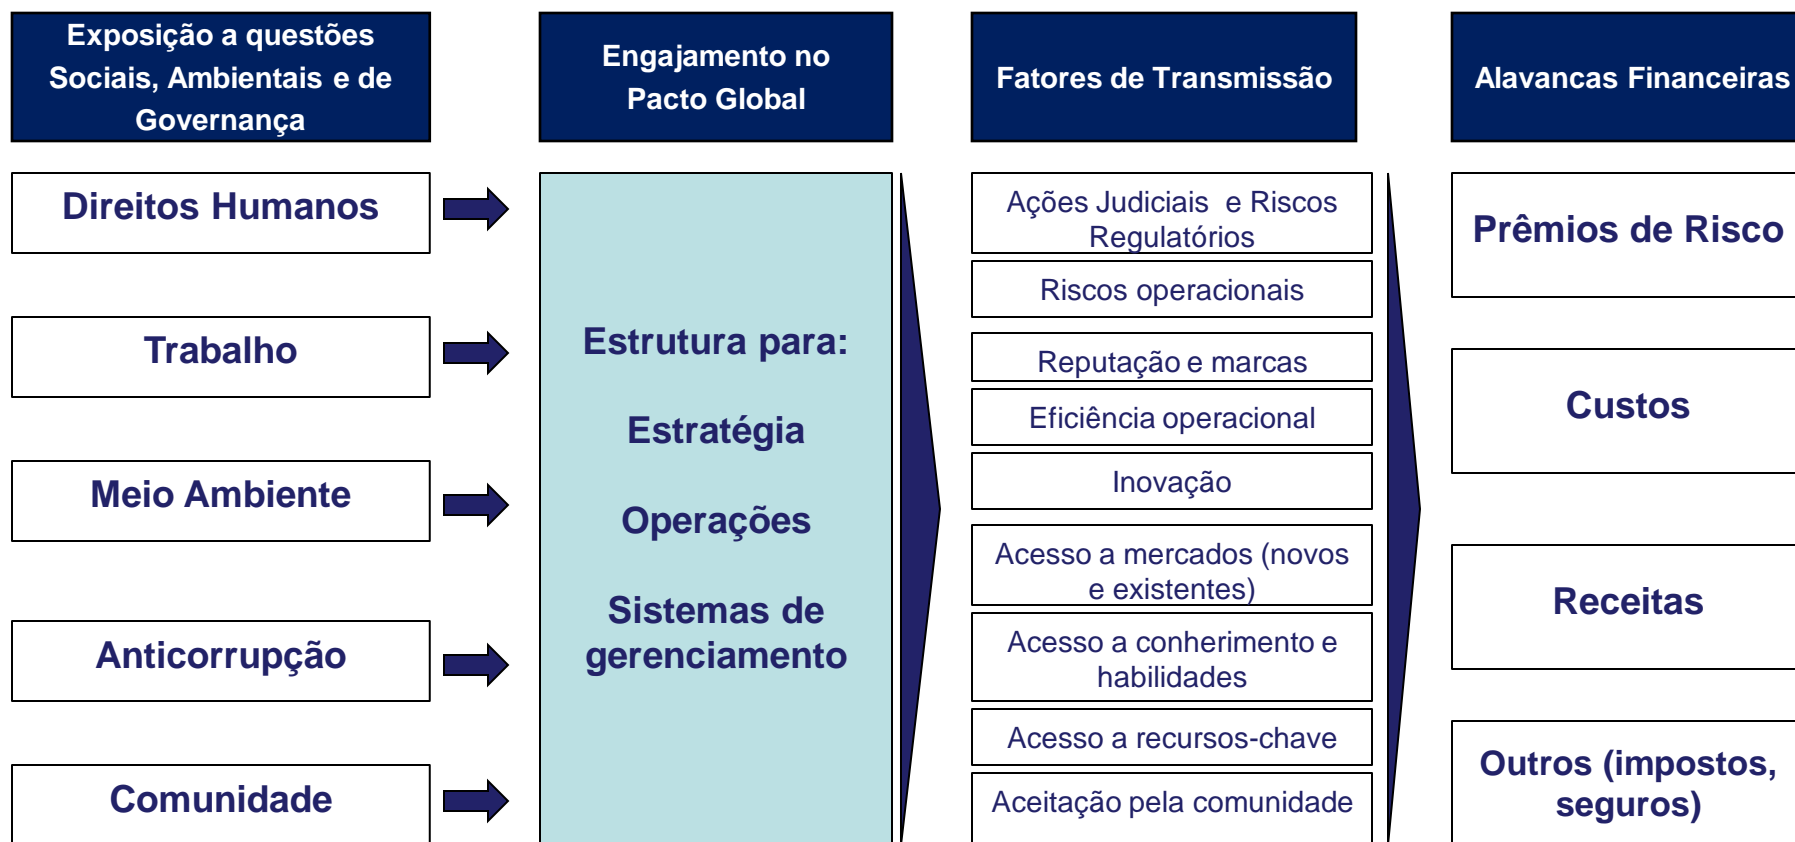 Exposição a questões
Sociais, Ambientais e de
Governança
Engajamento no
Pacto Global
Fatores de Transmissão
Alavancas Financeiras
Direitos Humanos
Trabalho
Meio Ambiente
Anticorrupção
Comunidade
Estrutura para:
Estratégia
Operações
Sistemas de
gerenciamento
Ações Judiciais e Riscos
Regulatórios
Riscos operacionais
Reputação e marcas
Eficiência operacional
Inovação
Acesso a mercados (novos
e existentes)
Acesso a conherimento e
habilidades
Acesso a recursos-chave
Aceitação pela comunidade
Prêmios de Risco
Custos
Receitas
Outros (impostos,
seguros)